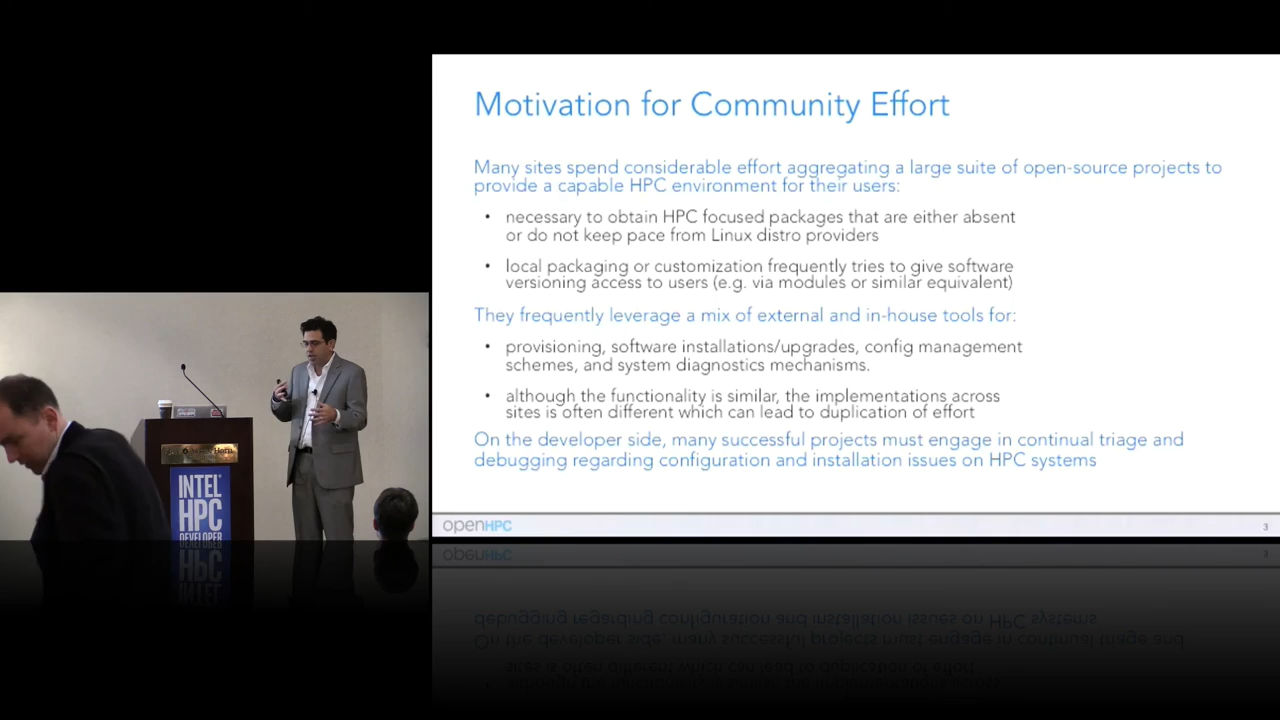 Motivation for Community Effort
Many sites spend considerable effort aggregating a large suite of open-source projects to
provide a capable HPC environment for their users:
• necessary to obtain HPC focused packages that are either absent
or do not keep pace from Linux distro providers
• local packaging or customization frequently tries to give software
versioning access to users (e.g. via modules or similar equivalent)
They frequently leverage a mix of external and in-house tools for:
• provisioning, software installations/upgrades, config management
schemes, and system diagnostics mechanisms.
• although the functionality is similar, the implementations across
sites is often different which can lead to duplication of effort
On the developer side, many successful projects must engage in continual triage and
debugging regarding configuration and installation issues on HPC systems
openHPC
3
INTEL
HPC
DEVELOPER